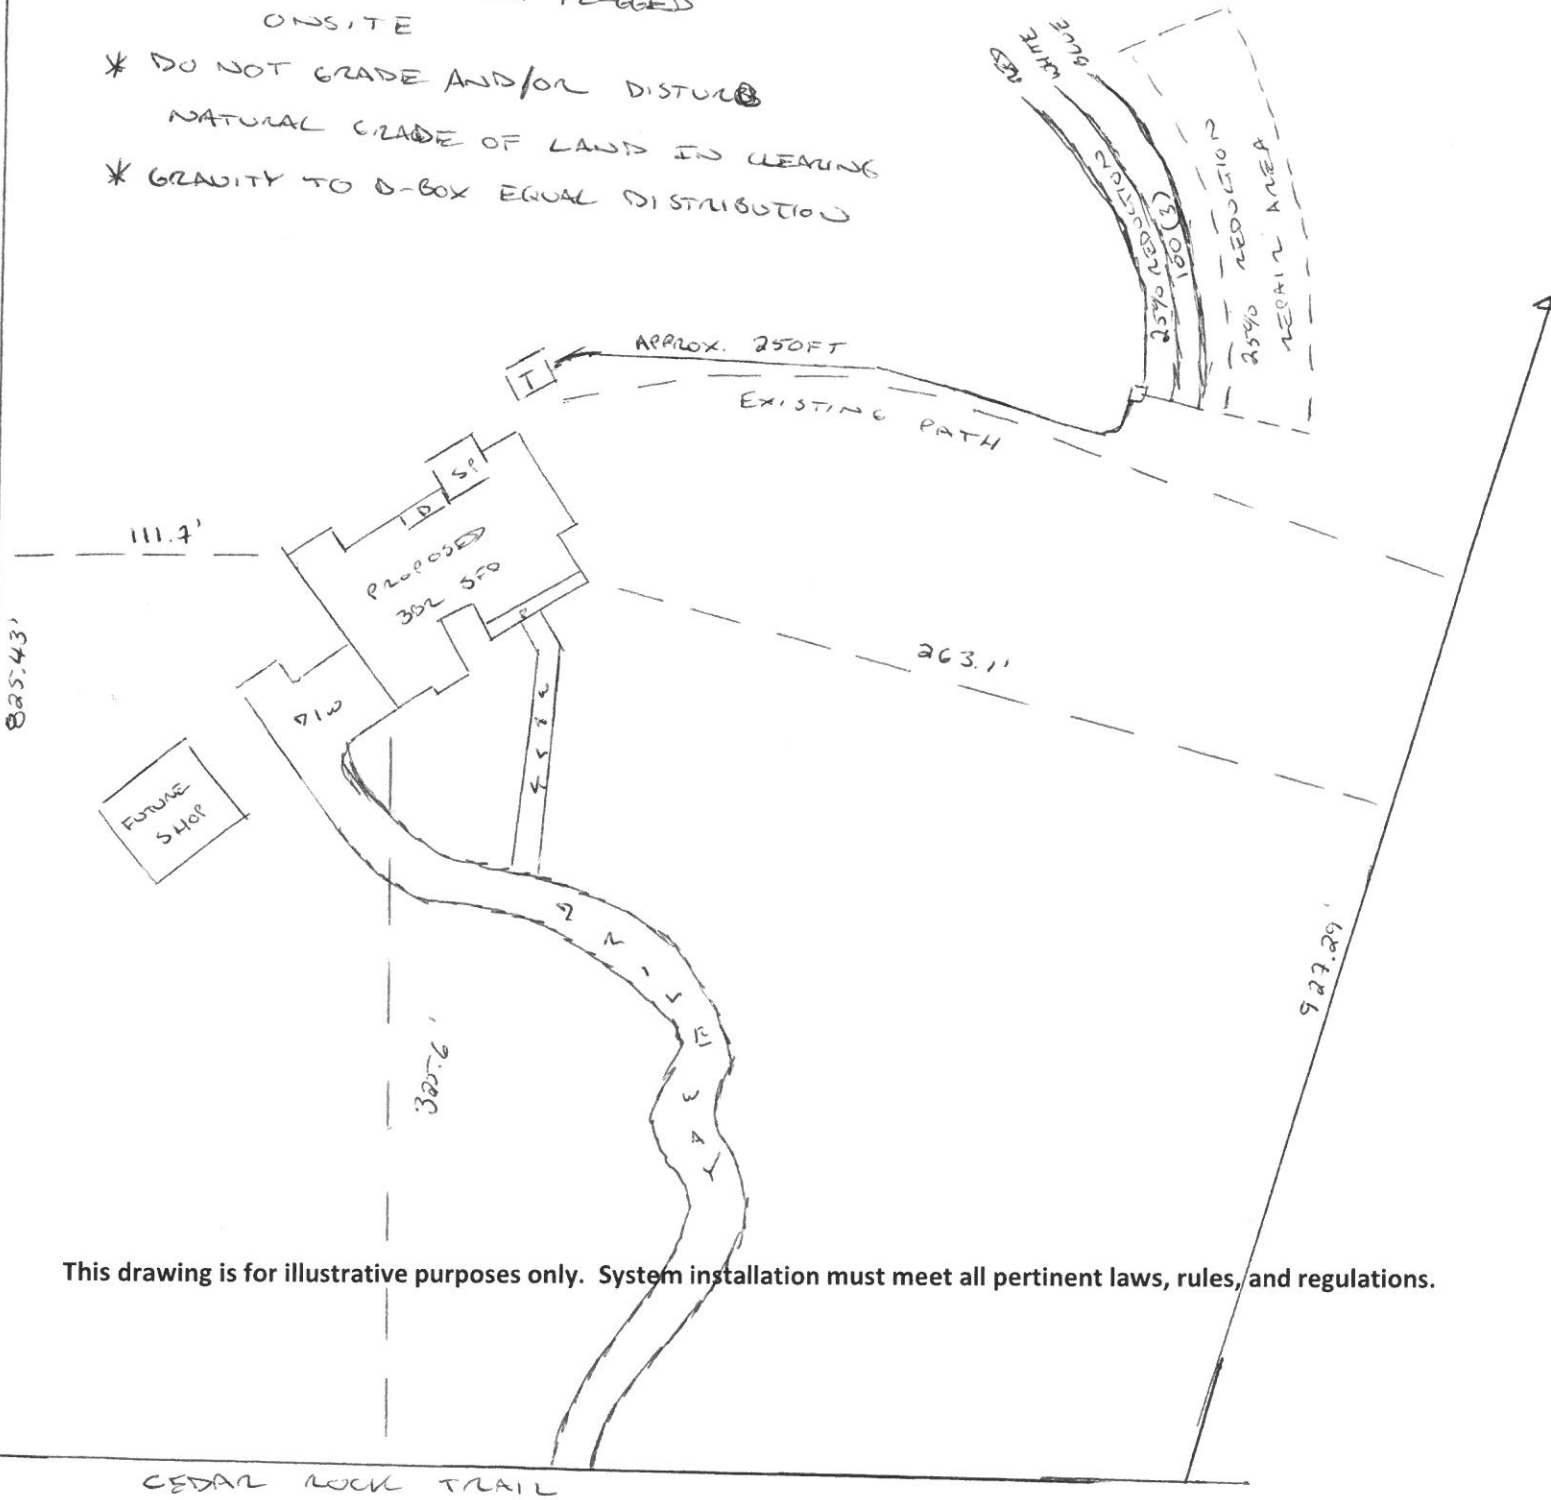 FLAGGED
ONSITE
* DO NOT GRADE AND/OR DISTURB
NATURAL GRADE OF LAND IN CLEARING
* GRAVITY TO D-BOX EQUAL DISTRIBUTION
RED
WHITE
BLUE
25% REDUCTION
100 (3)
25% REDUCTION
REPAIR AREA
APPROX. 250FT
T
EXISTING PATH
SP
D
111.7'
PROPOSED
3BR SFD
P
825.43'
263.1'
D/W
WALK
FUTURE
SHOP
DRIVEWAY
927.29'
325.6'
This drawing is for illustrative purposes only. System installation must meet all pertinent laws, rules, and regulations.
CEDAR ROCK TRAIL